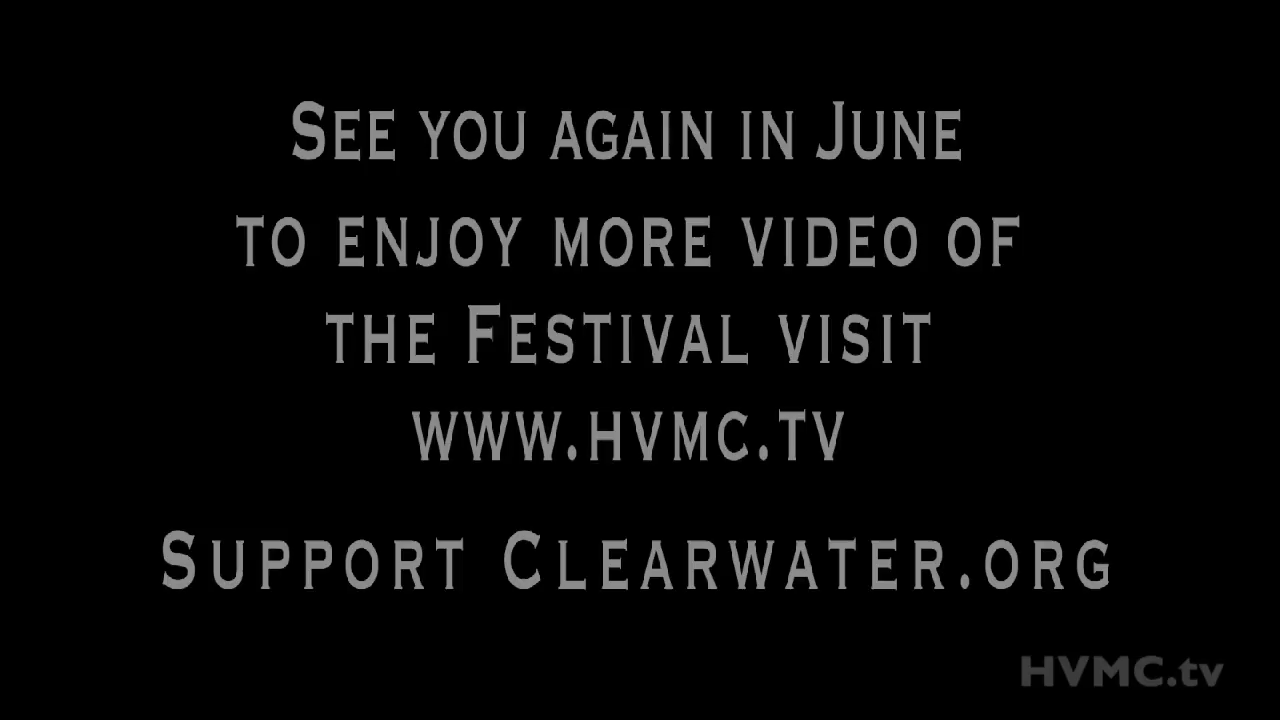 See you again in June
to enjoy more video of
the Festival visit
www.hvmc.tv
Support Clearwater.org
HVMC.tv